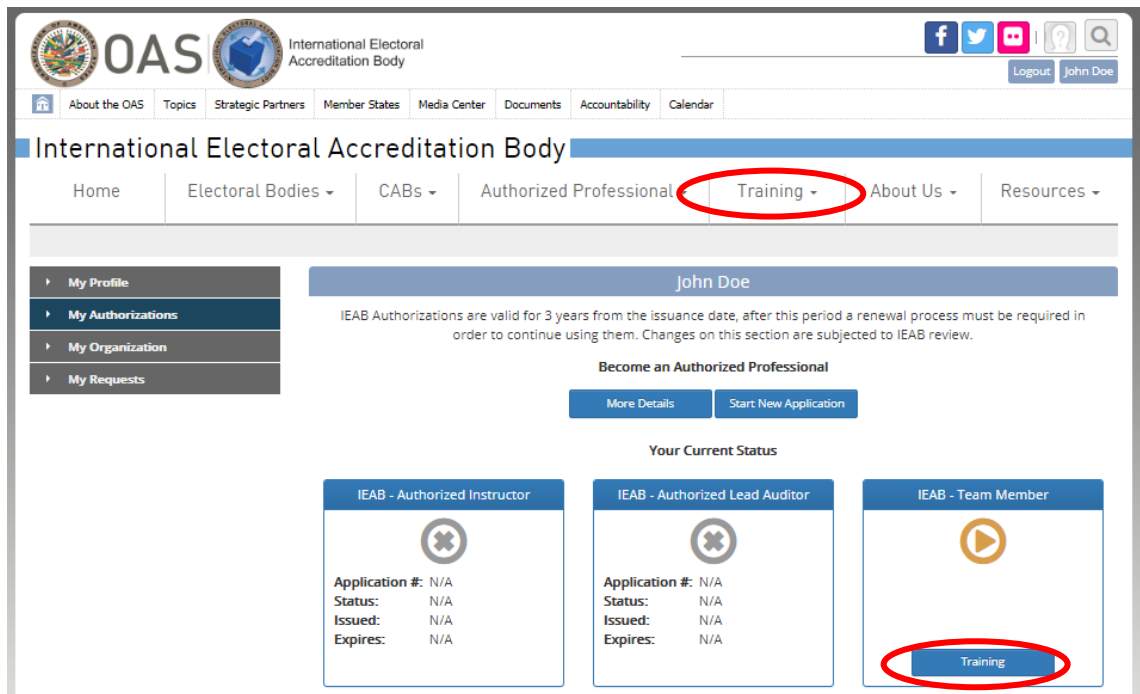 OAS
International Electoral
Accreditation Body
f
Logout
John Doe
About the OAS Topics Strategic Partners Member States Media Center Documents Accountability Calendar
International Electoral Accreditation Body
Home Electoral Bodies CABs Authorized Professional Training About Us Resources
My Profile
My Authorizations
My Organization
My Requests
John Doe
IEAB Authorizations are valid for 3 years from the issuance date, after this period a renewal process must be required in
order to continue using them. Changes on this section are subjected to IEAB review.
Become an Authorized Professional
More Details Start New Application
Your Current Status
IEAB - Authorized Instructor
Application #: N/A
Status: N/A
Issued: N/A
Expires: N/A
IEAB - Authorized Lead Auditor
Application #: N/A
Status: N/A
Issued: N/A
Expires: N/A
IEAB - Team Member
Training